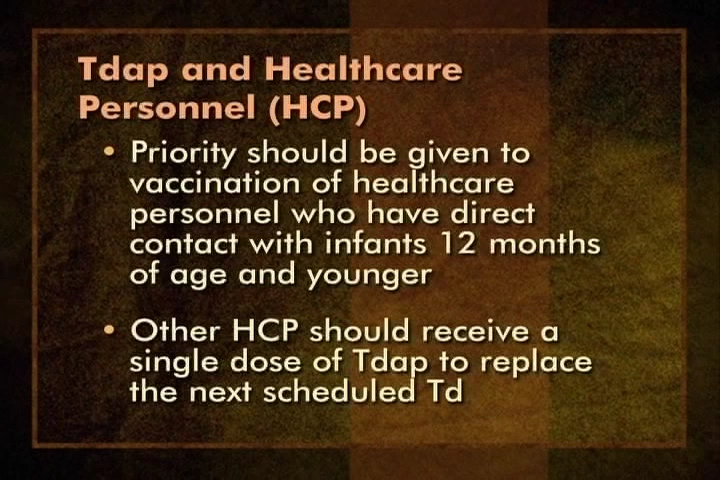 Tdap and Healthcare
Personnel (HCP)
• Priority should be given to
vaccination of healthcare
personnel who have direct
contact with infants 12 months
of age and younger
• Other HCP should receive a
single dose of Tdap to replace
the next scheduled Td